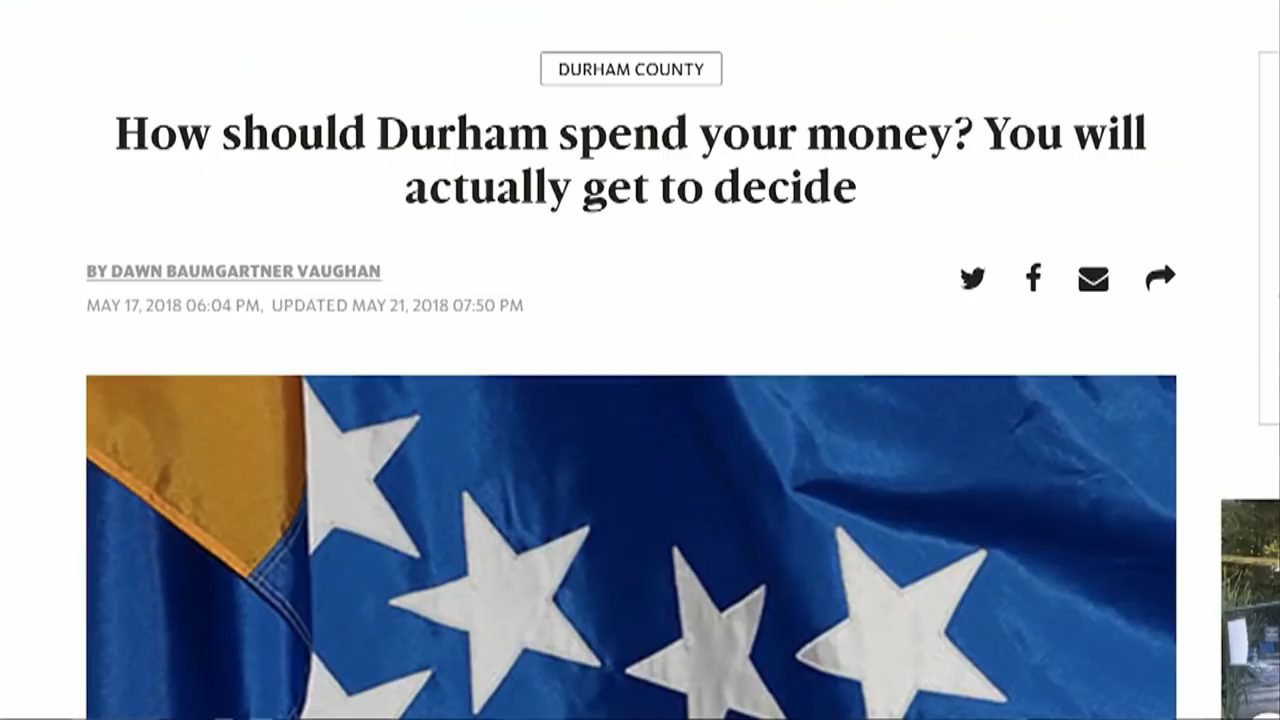 DURHAM COUNTY
How should Durham spend your money? You will
actually get to decide
BY DAWN BAUMGARTNER VAUGHAN
MAY 17, 2018 06:04 PM, UPDATED MAY 21, 2018 07:50 PM